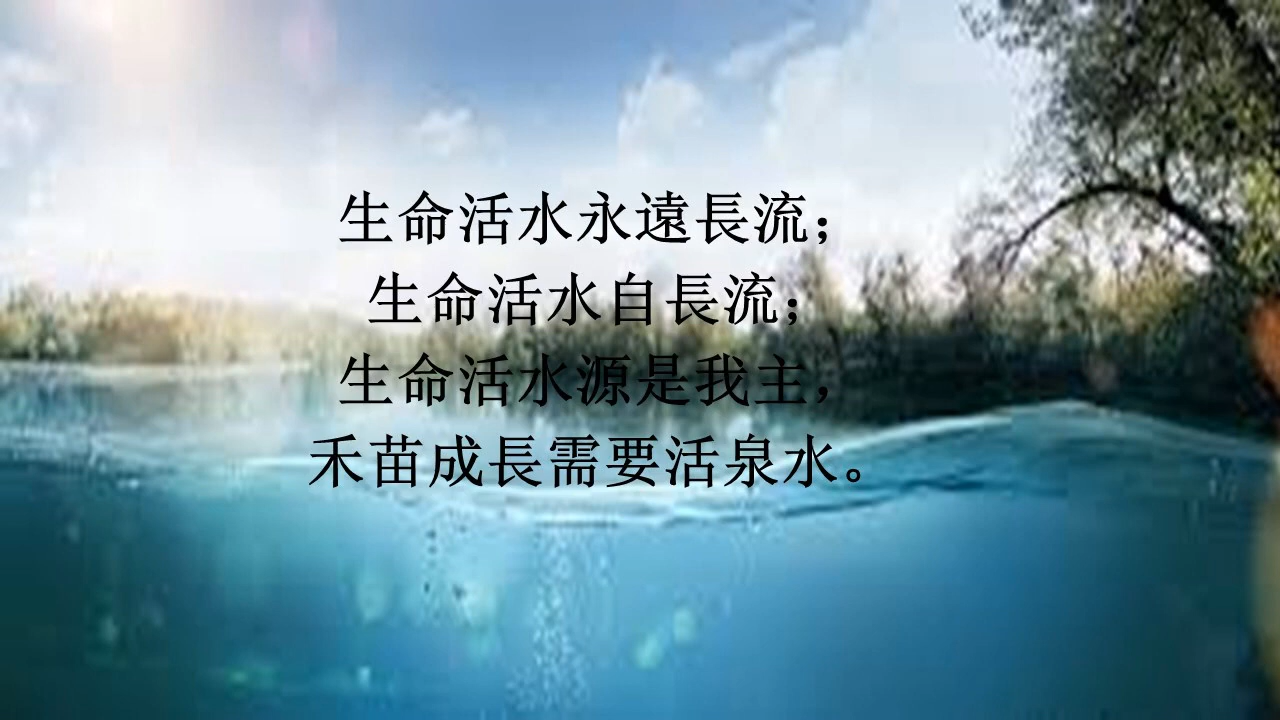 生命活水永遠長流；
生命活水自長流；
生命活水源是我主，
禾苗成長需要活泉水。